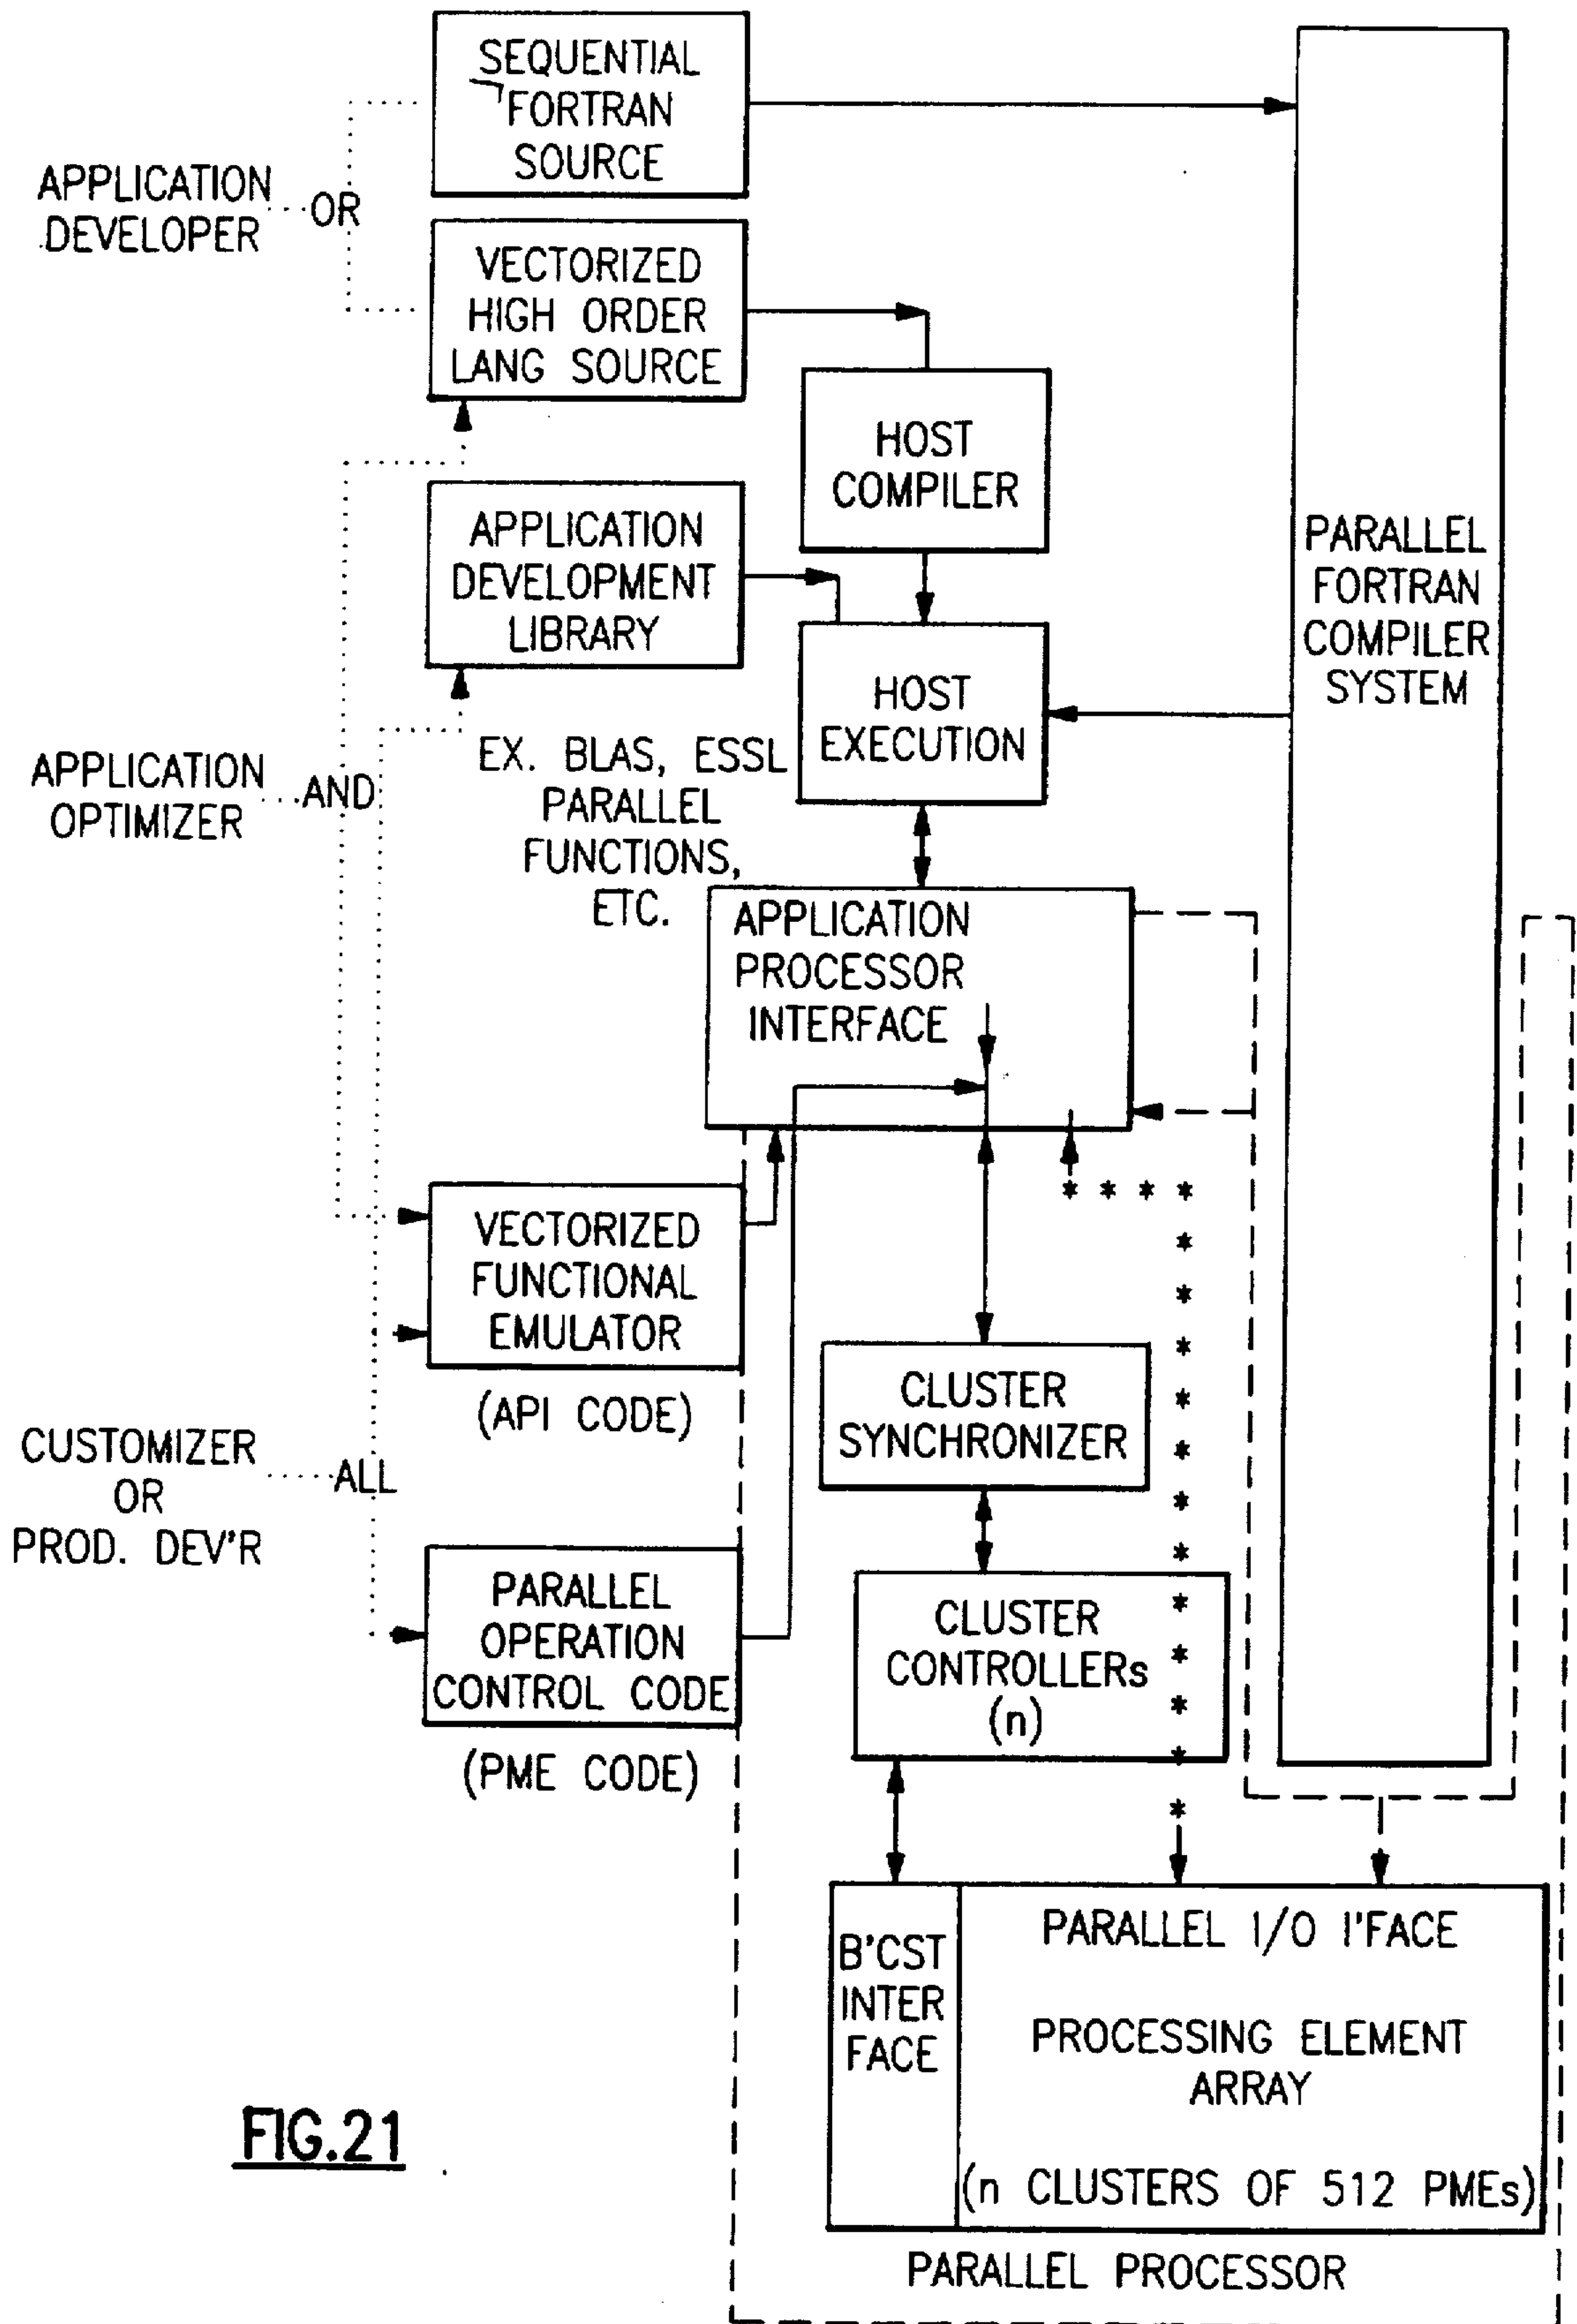 SEQUENTIAL
FORTRAN
SOURCE
APPLICATION
DEVELOPER
OR
VECTORIZED
HIGH ORDER
LANG SOURCE
HOST
COMPILER
APPLICATION
DEVELOPMENT
LIBRARY
PARALLEL
FORTRAN
COMPILER
SYSTEM
HOST
EXECUTION
APPLICATION
OPTIMIZER
AND
EX. BLAS, ESSL
PARALLEL
FUNCTIONS,
ETC.
APPLICATION
PROCESSOR
INTERFACE
VECTORIZED
FUNCTIONAL
EMULATOR
(API CODE)
CLUSTER
SYNCHRONIZER
CUSTOMIZER
OR
PROD. DEV'R
ALL
PARALLEL
OPERATION
CONTROL CODE
(PME CODE)
CLUSTER
CONTROLLERs
(n)
B'CST
INTER
FACE
PARALLEL I/O I'FACE
PROCESSING ELEMENT
ARRAY
(n CLUSTERS OF 512 PMEs)
PARALLEL PROCESSOR
FIG.21